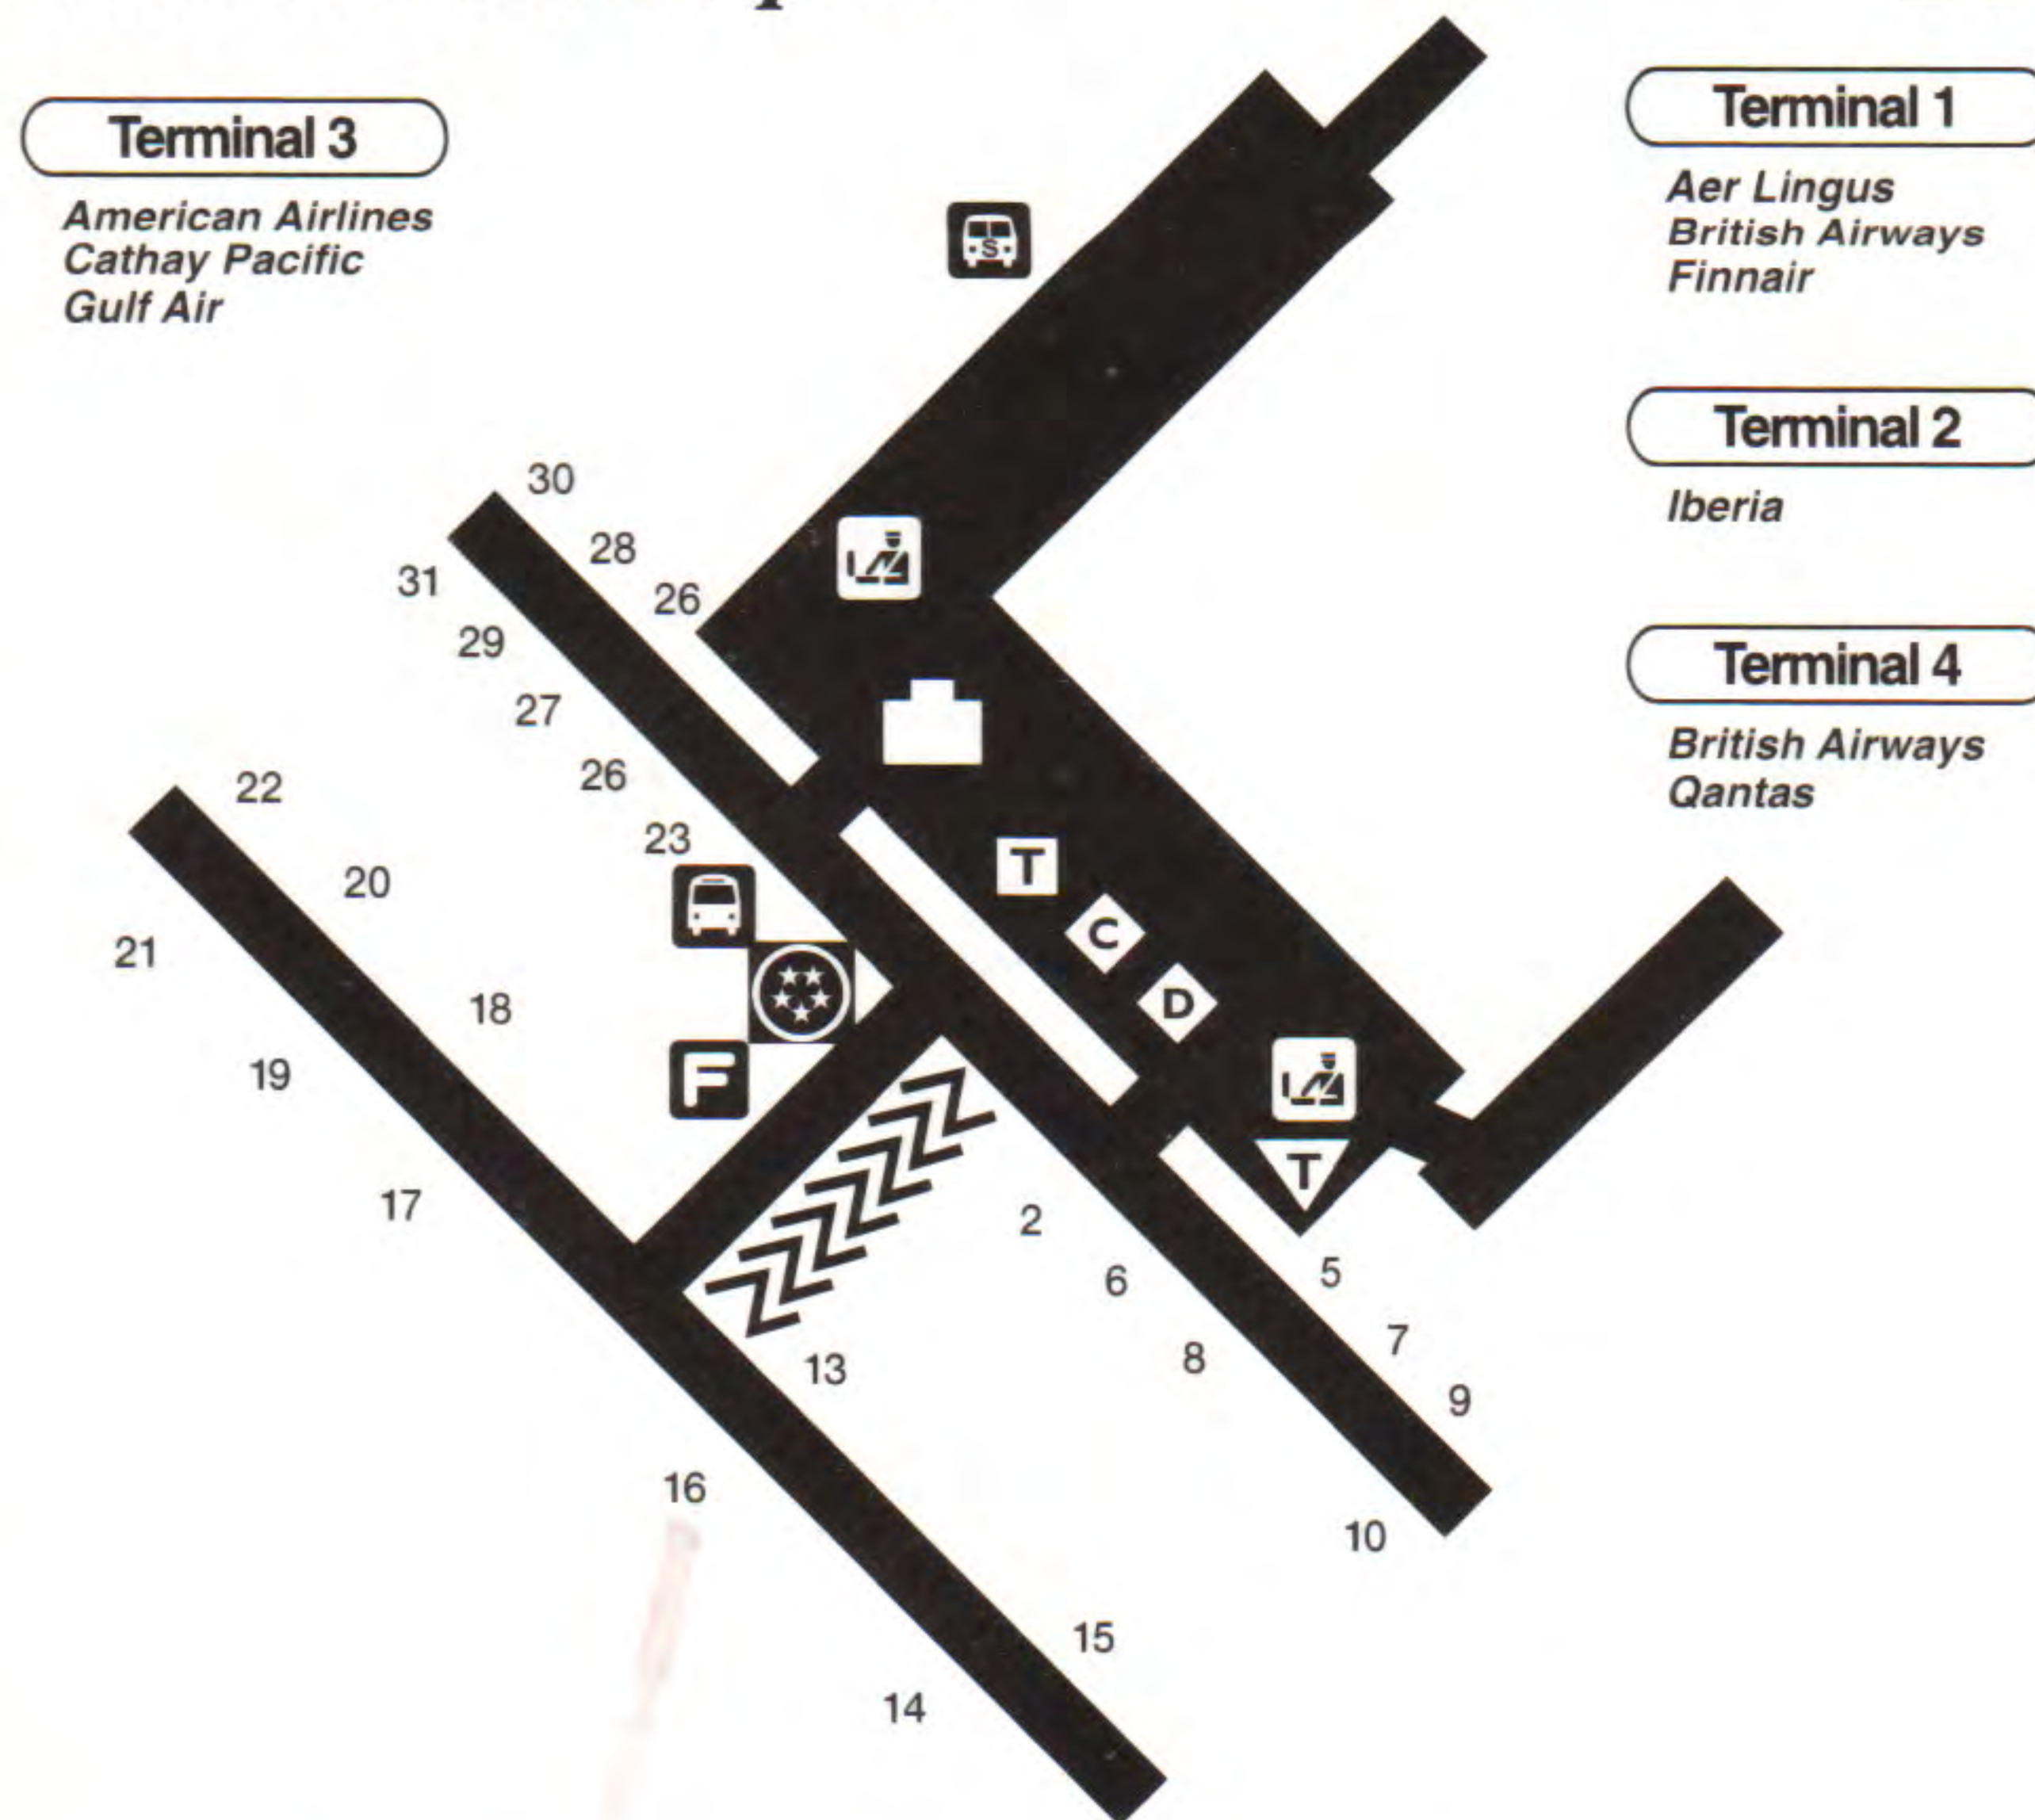 Terminal 3
American Airlines
Cathay Pacific
Gulf Air
Terminal 1
Aer Lingus
British Airways
Finnair
Terminal 2
Iberia
Terminal 4
British Airways
Qantas
S
30
28
26
31
29
27
26
23
22
20
18
21
19
17
T
C
D
T
F
2
6
8
10
5
7
9
13
15
16
14